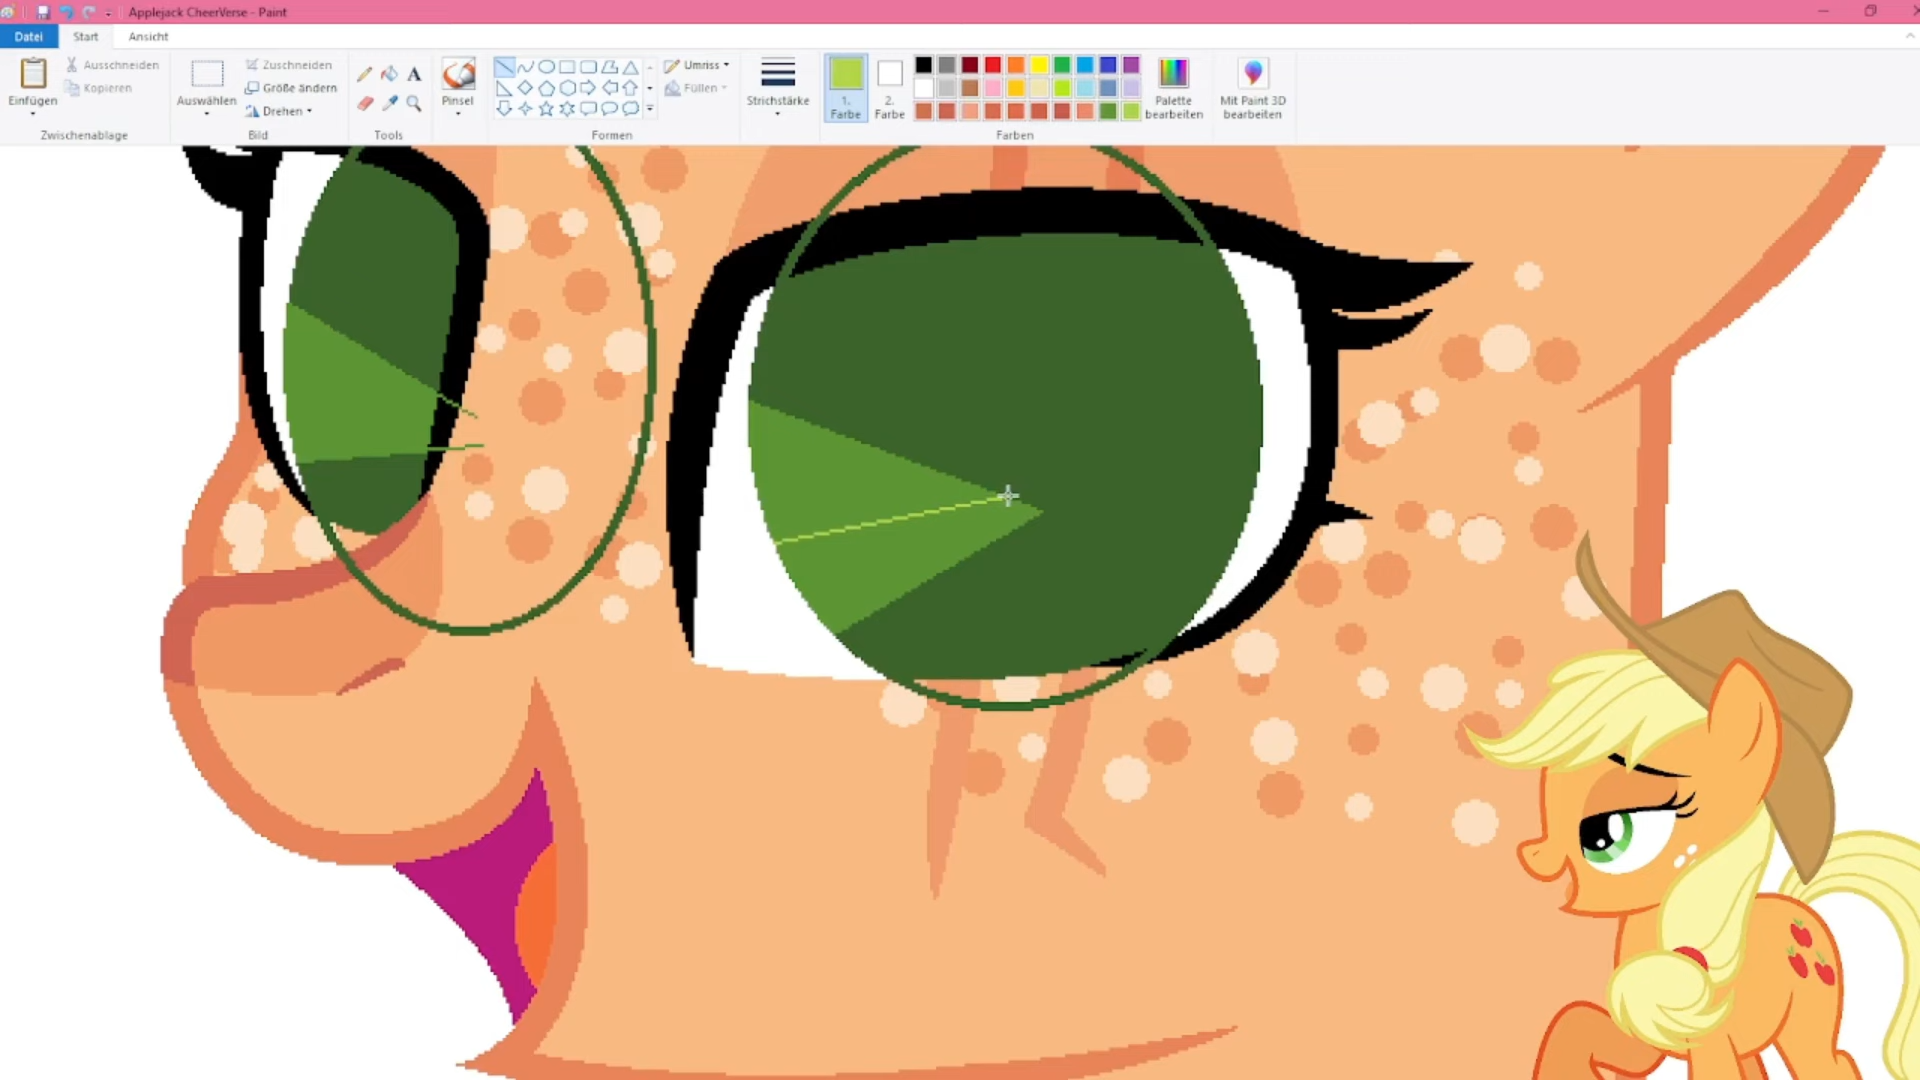 Applejack CheerVerse - Paint
Datei Start Ansicht
Einfügen
Ausschneiden
Kopieren
Zwischenablage
Auswählen
Zuschneiden
Größe ändern
Drehen
Bild
A
Tools
Pinsel
Formen
Umriss
Füllen
Strichstärke
1.
Farbe
2.
Farbe
Palette
bearbeiten
Farben
Mit Paint 3D
bearbeiten